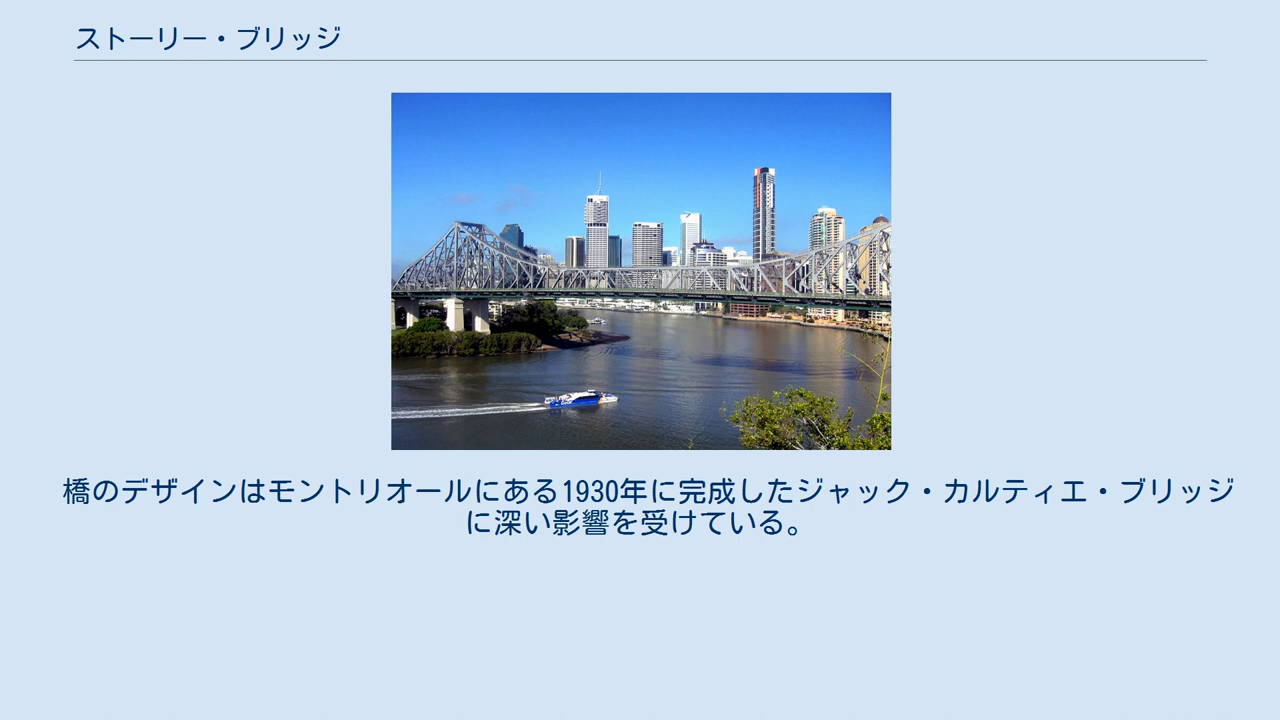 ストーリー・ブリッジ
橋のデザインはモントリオールにある1930年に完成したジャック・カルティエ・ブリッジ
に深い影響を受けている。